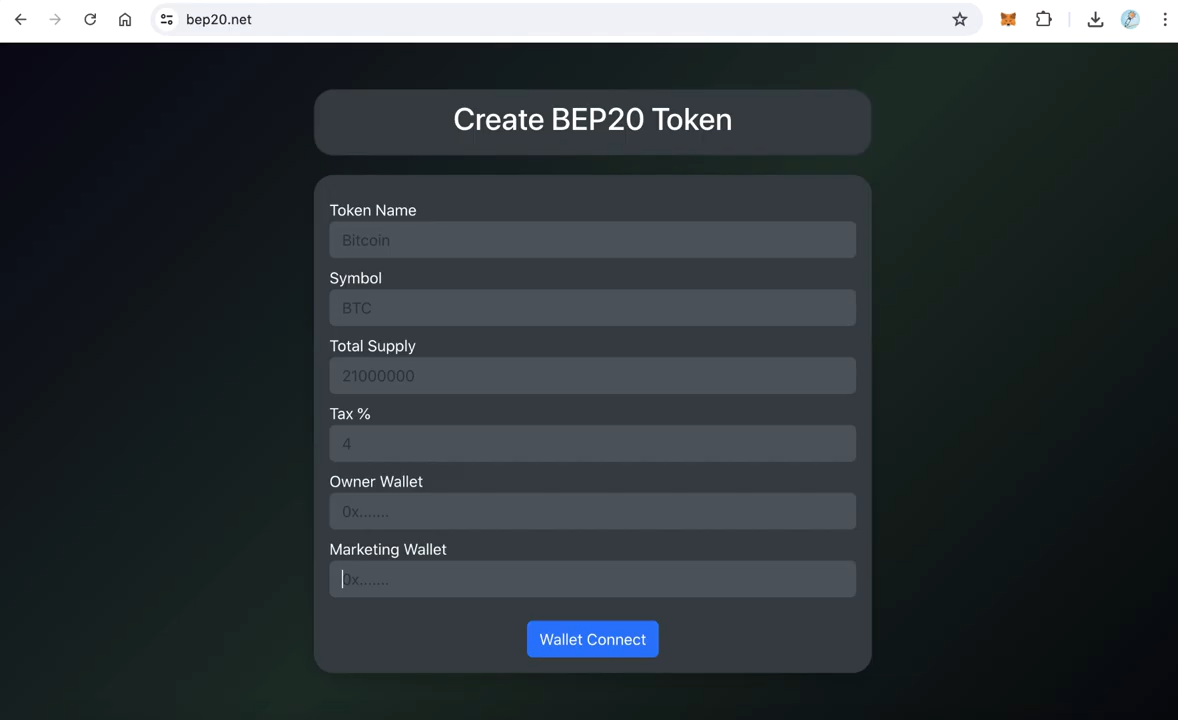 bep20.net
Create BEP20 Token
Token Name
Bitcoin
Symbol
BTC
Total Supply
21000000
Tax %
4
Owner Wallet
0x.......
Marketing Wallet
0x.......
Wallet Connect